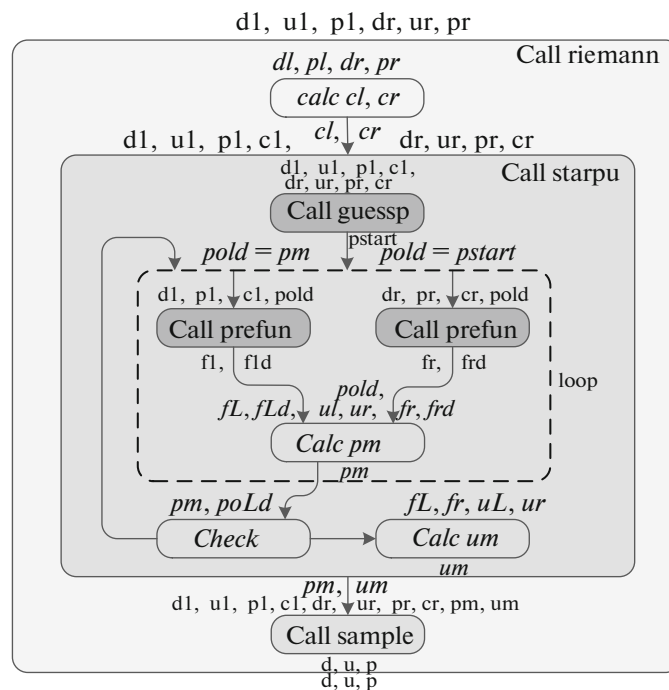 d1, u1, p1, dr, ur, pr
Call riemann
dl, pl, dr, pr
calc cl, cr
cl, cr
d1, u1, p1, c1, dr, ur, pr, cr
Call starpu
d1, u1, p1, c1,
dr, ur, pr, cr
Call guessp
pstart
pold = pm pold = pstart
d1, p1, c1, pold dr, pr, cr, pold
Call prefun Call prefun
f1, f1d fr, frd
loop
pold,
fL, fLd, ul, ur, fr, frd
Calc pm
pm
pm, poLd fL, fr, uL, ur
Check Calc um
um
pm, um
d1, u1, p1, c1, dr, ur, pr, cr, pm, um
Call sample
d, u, p
d, u, p